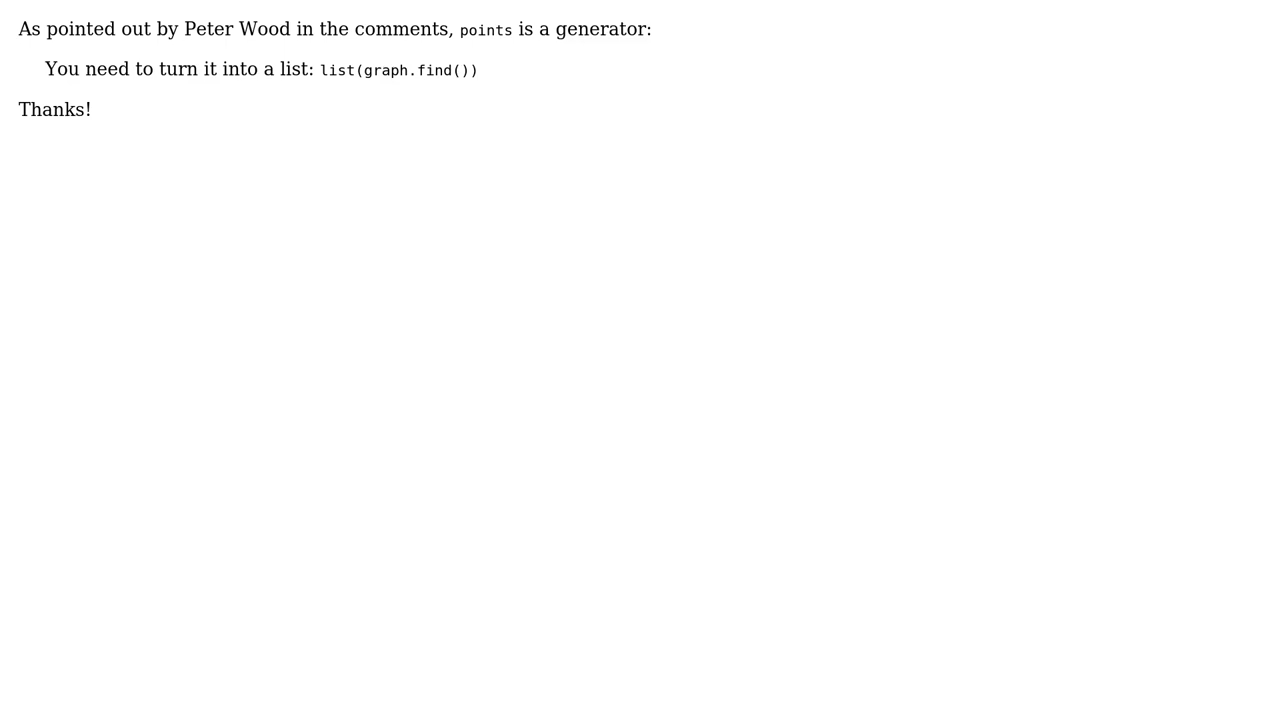 As pointed out by Peter Wood in the comments, points is a generator:
You need to turn it into a list: list(graph.find())
Thanks!